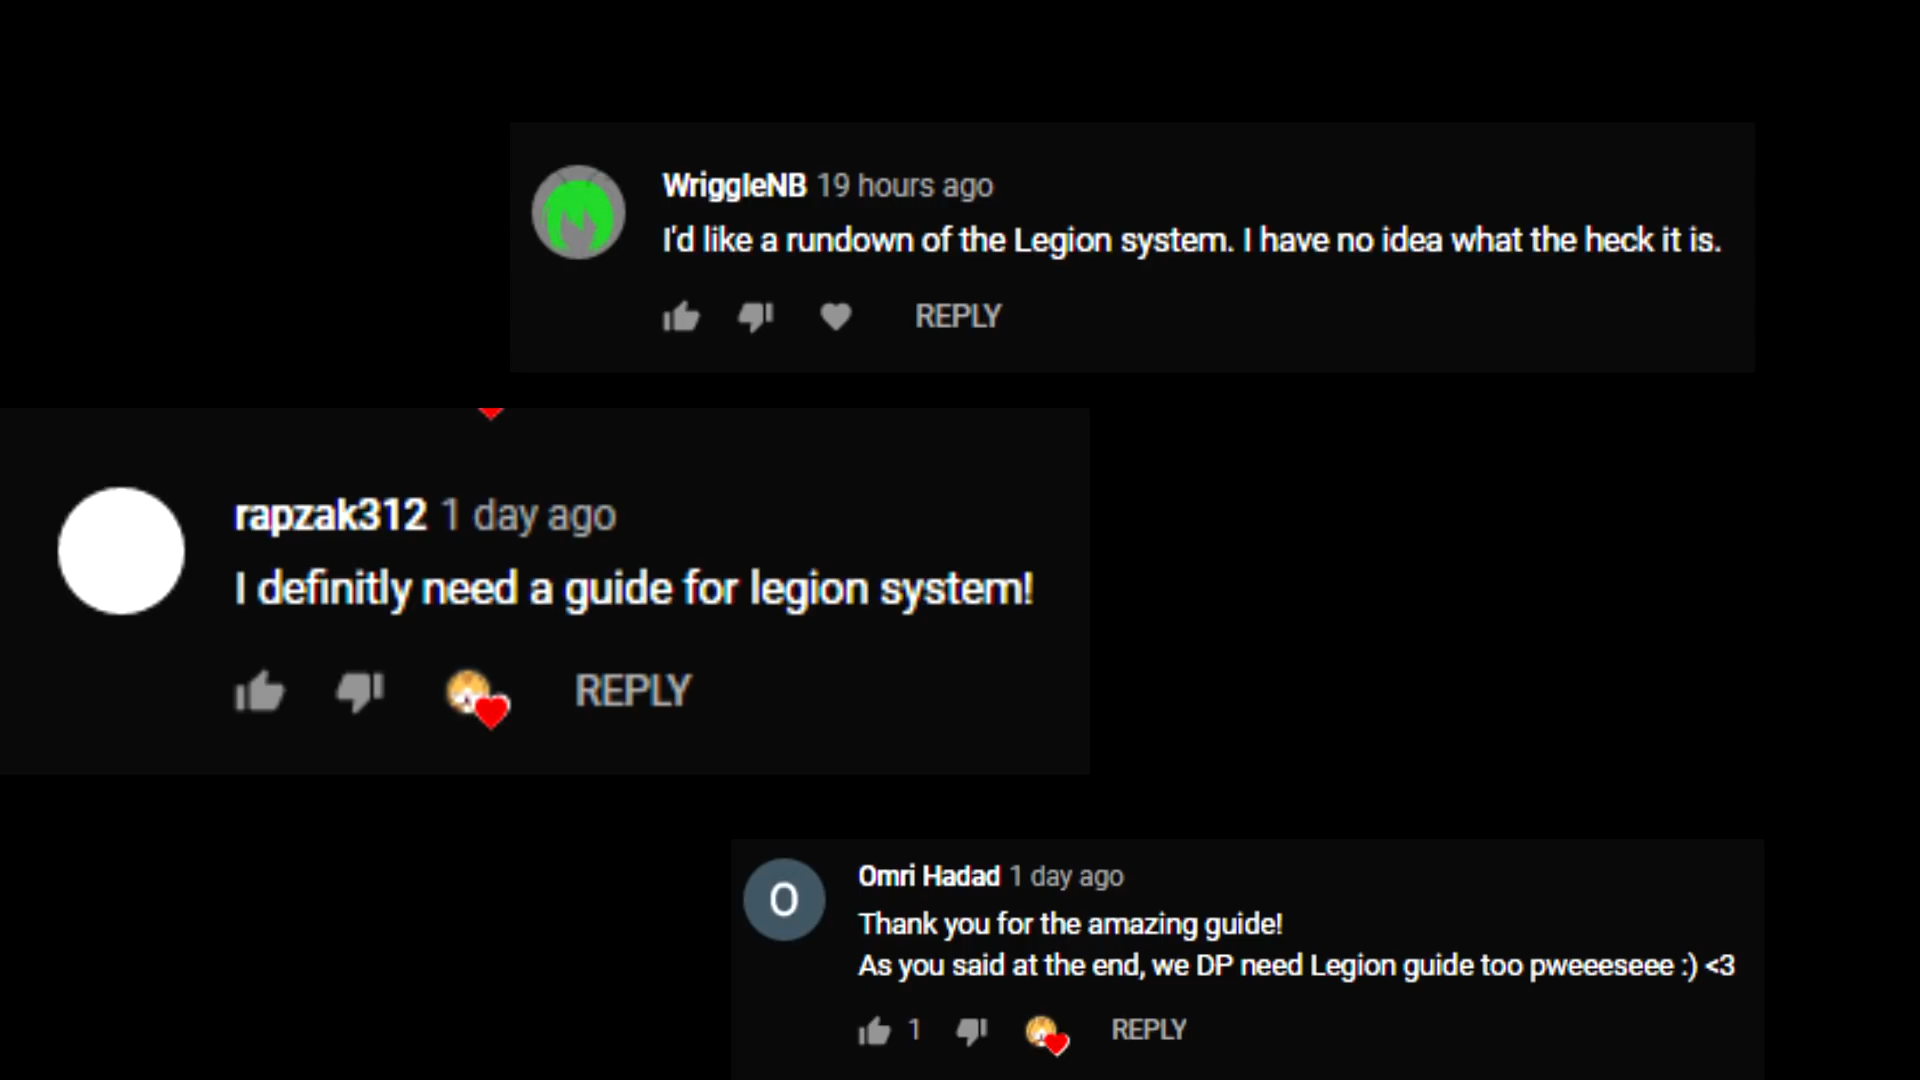 WriggleNB 19 hours ago
I'd like a rundown of the Legion system. I have no idea what the heck it is.
REPLY
rapzak312 1 day ago
I definitly need a guide for legion system!
REPLY
O
Omri Hadad 1 day ago
Thank you for the amazing guide!
As you said at the end, we DP need Legion guide too pweeeseee :) <3
1 REPLY